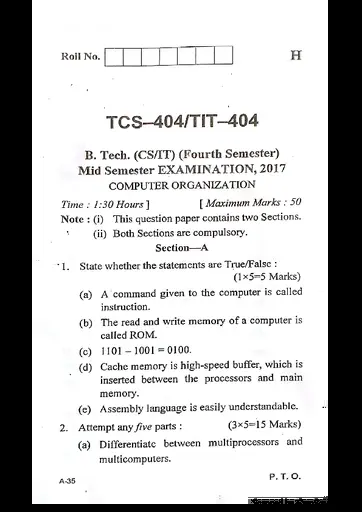 Roll No.
H
TCS–404/TIT–404
B. Tech. (CS/IT) (Fourth Semester)
Mid Semester EXAMINATION, 2017
COMPUTER ORGANIZATION
Time : 1:30 Hours ] [ Maximum Marks : 50
Note : (i) This question paper contains two Sections.
(ii) Both Sections are compulsory.
Section—A
1. State whether the statements are True/False :
(1×5=5 Marks)
(a) A command given to the computer is called
instruction.
(b) The read and write memory of a computer is
called ROM.
(c) 1101 – 1001 = 0100.
(d) Cache memory is high-speed buffer, which is
inserted between the processors and main
memory.
(e) Assembly language is easily understandable.
2. Attempt any five parts : (3×5=15 Marks)
(a) Differentiate between multiprocessors and
multicomputers.
A-35 P. T. O.